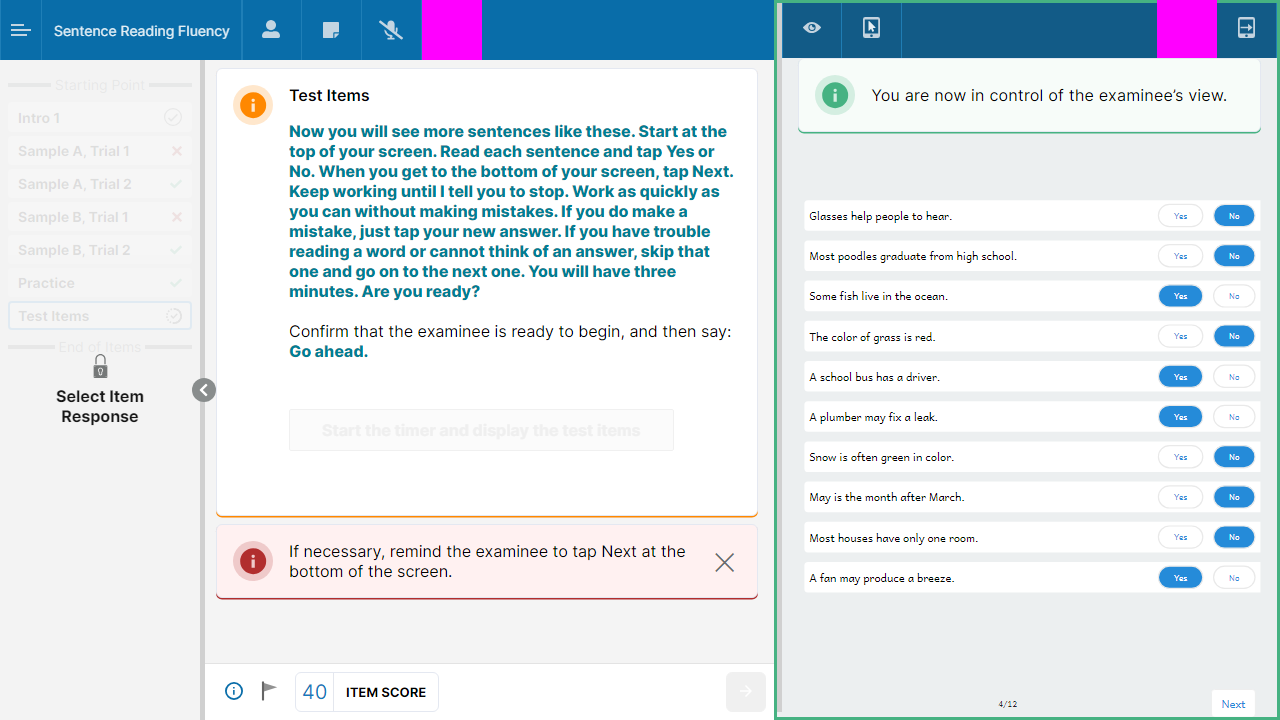 Sentence Reading Fluency
Starting Point
Intro 1
Sample A, Trial 1
Sample A, Trial 2
Sample B, Trial 1
Sample B, Trial 2
Practice
Test Items
End of Items
Select Item
Response
Test Items
Now you will see more sentences like these. Start at the
top of your screen. Read each sentence and tap Yes or
No. When you get to the bottom of your screen, tap Next.
Keep working until I tell you to stop. Work as quickly as
you can without making mistakes. If you do make a
mistake, just tap your new answer. If you have trouble
reading a word or cannot think of an answer, skip that
one and go on to the next one. You will have three
minutes. Are you ready?
Confirm that the examinee is ready to begin, and then say:
Go ahead.
Start the timer and display the test items
If necessary, remind the examinee to tap Next at the
bottom of the screen.
40 ITEM SCORE
You are now in control of the examinee's view.
Glasses help people to hear. Yes No
Most poodles graduate from high school. Yes No
Some fish live in the ocean. Yes No
The color of grass is red. Yes No
A school bus has a driver. Yes No
A plumber may fix a leak. Yes No
Snow is often green in color. Yes No
May is the month after March. Yes No
Most houses have only one room. Yes No
A fan may produce a breeze. Yes No
4/12
Next